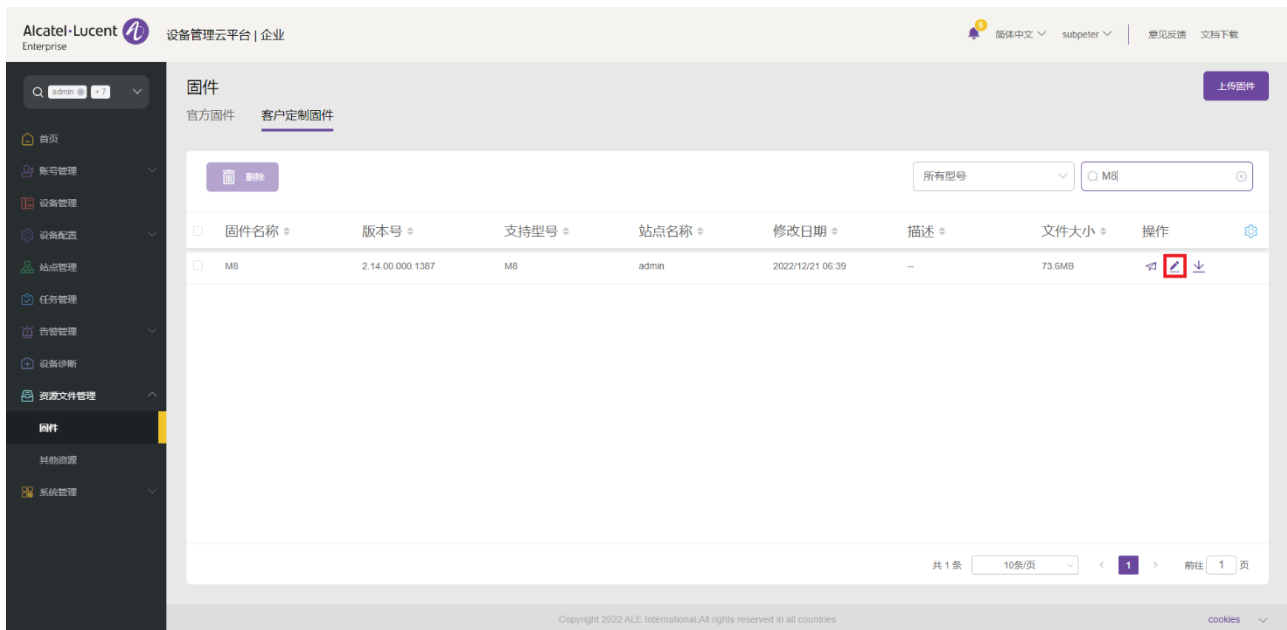 Alcatel·Lucent
Enterprise
设备管理云平台 | 企业
6
简体中文 subpeter 意见反馈 文档下载
admin +7
首页
账号管理
设备管理
设备配置
站点管理
任务管理
告警管理
设备诊断
资源文件管理
固件
其他资源
系统管理
固件
上传固件
官方固件 客户定制固件
删除
所有型号 M8
固件名称 版本号 支持型号 站点名称 修改日期 描述 文件大小 操作
M8 2.14.00.000.1387 M8 admin 2022/12/21 06:39 -- 73.6MB
共 1 条 10条/页 < 1 > 前往 1 页
Copyright 2022 ALE International.All rights reserved in all countries
cookies